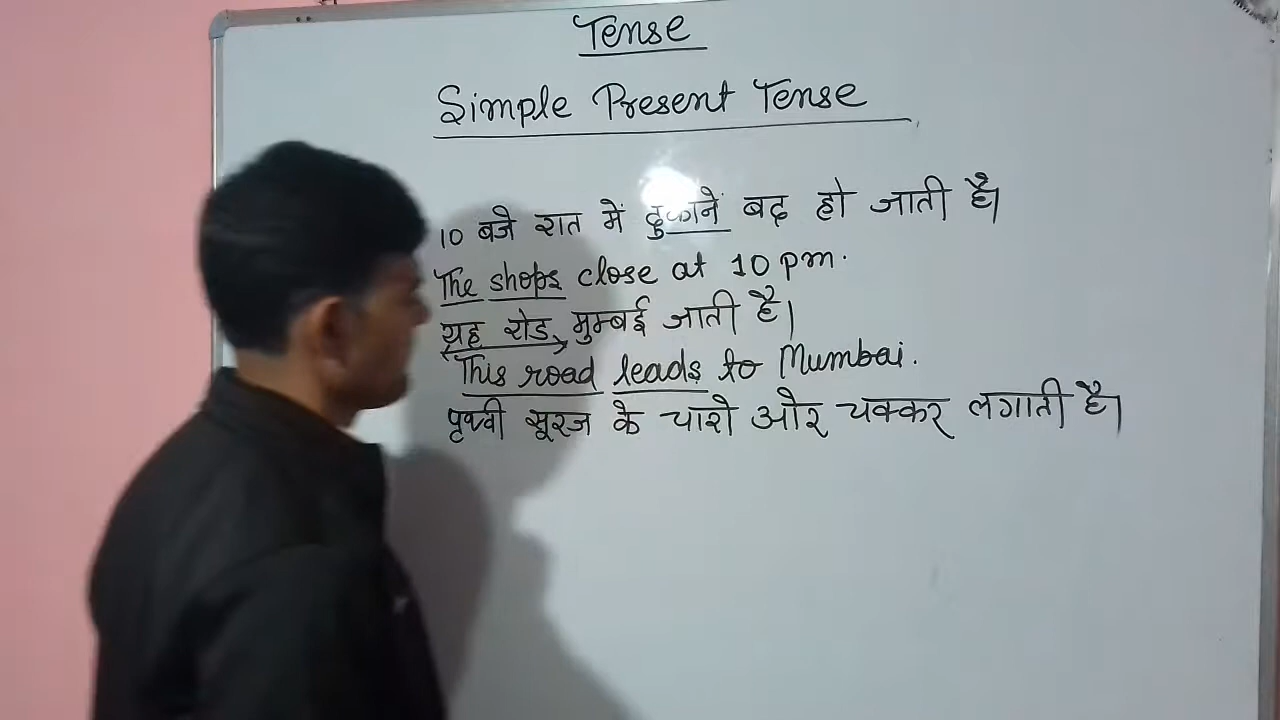 Tense
Simple Present Tense
10 बजे रात में दुकानें बद हो जाती है।
The shops close at 10 pm.
यह रोड मुम्बई जाती है।
This road leads to Mumbai.
पृथ्वी सूरज के चारो ओर चक्कर लगाती है।